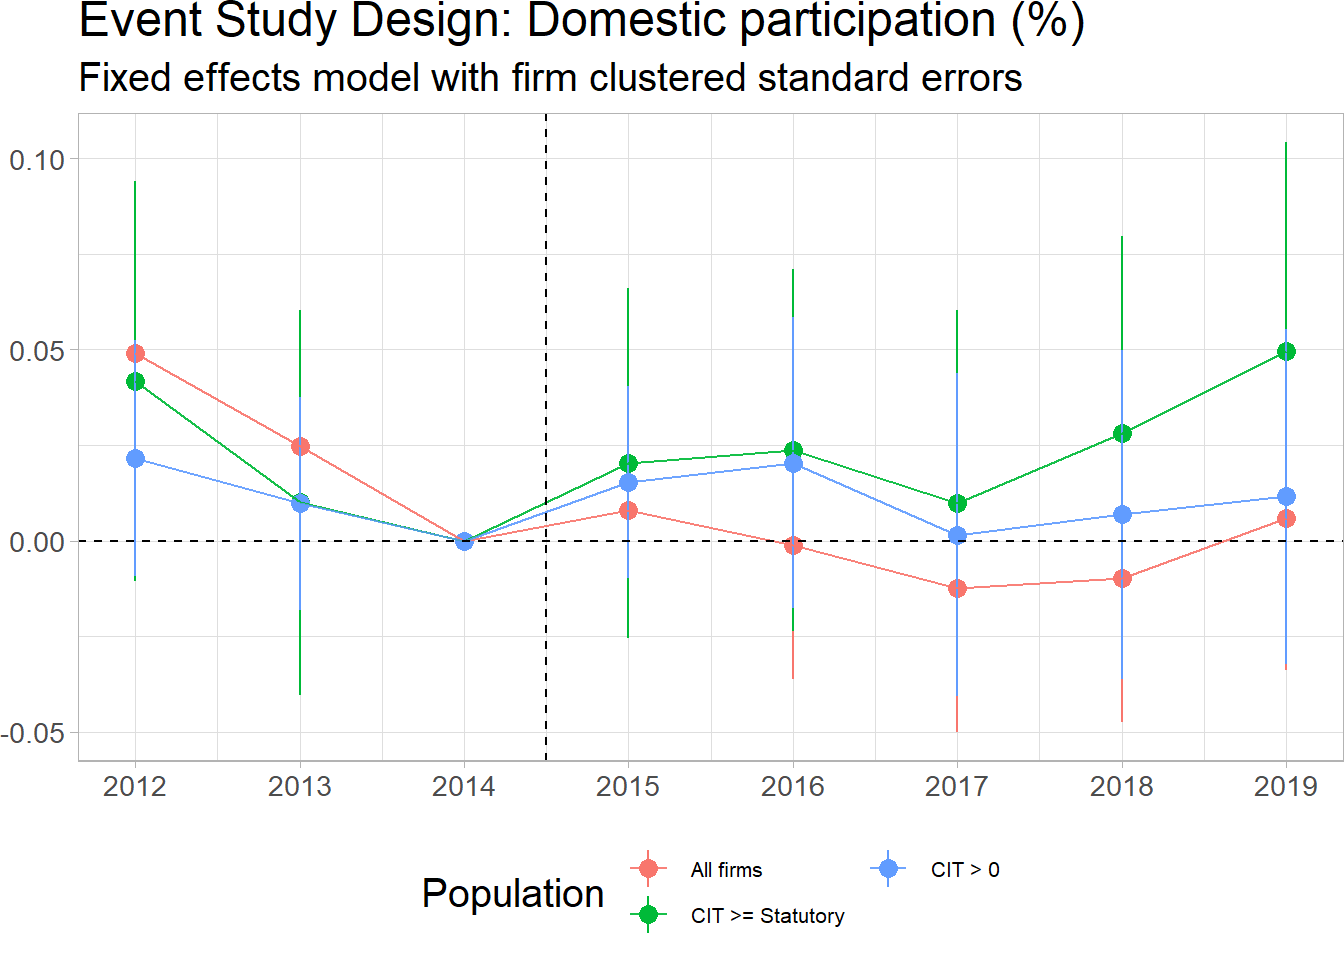 Event Study Design: Domestic participation (%)
Fixed effects model with firm clustered standard errors
0.10
0.05
0.00
-0.05
2012 2013 2014 2015 2016 2017 2018 2019
Population
All firms
CIT > 0
CIT >= Statutory